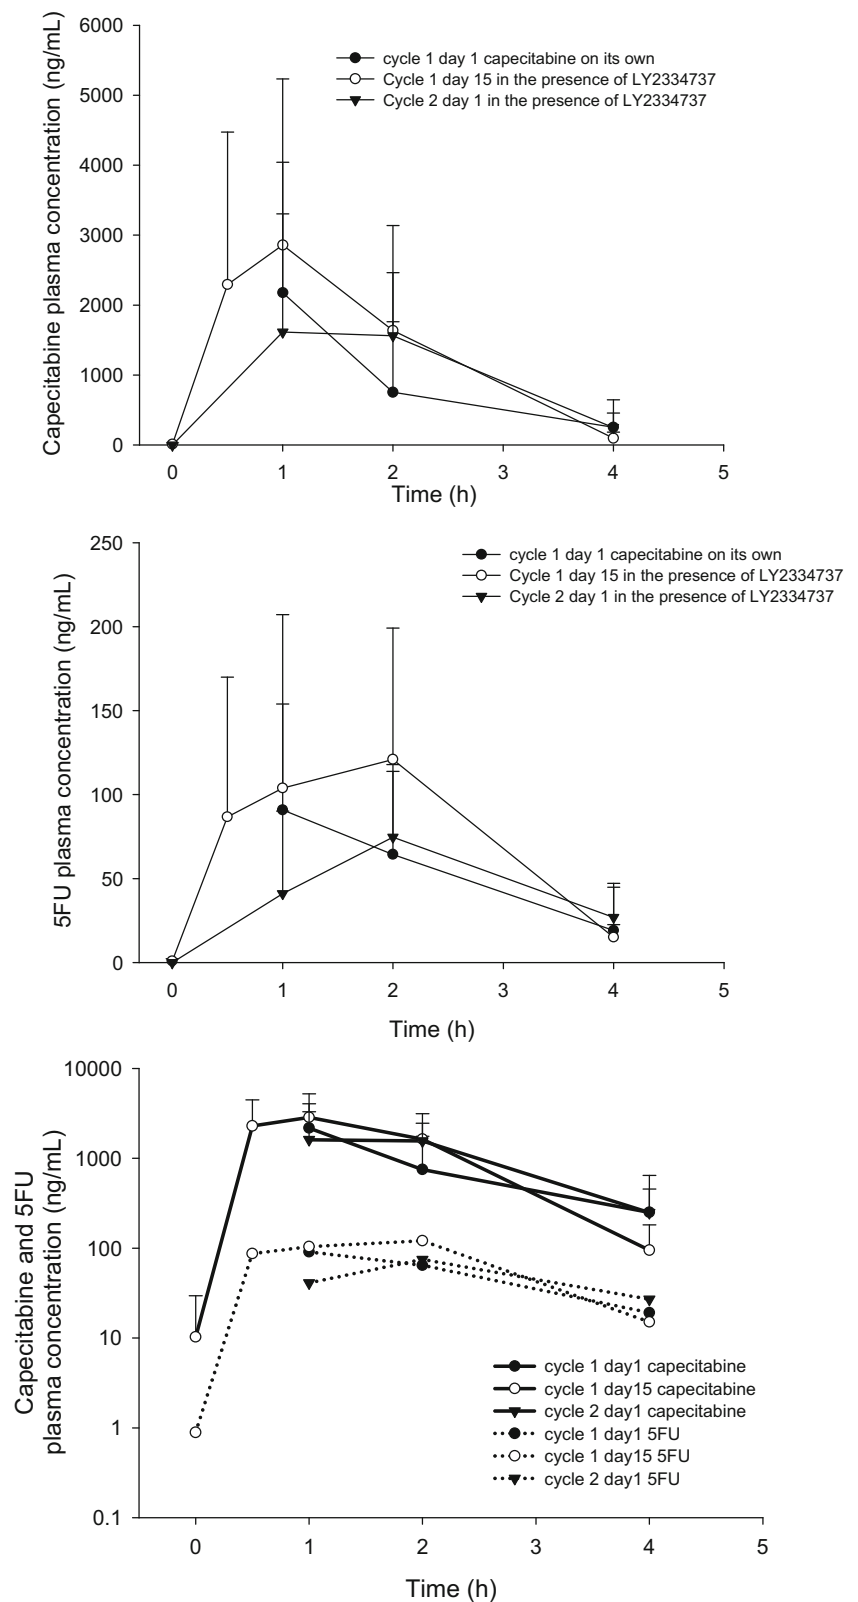 6000
5000
4000
3000
2000
1000
0
Capecitabine plasma concentration (ng/mL)
cycle 1 day 1 capecitabine on its own
Cycle 1 day 15 in the presence of LY2334737
Cycle 2 day 1 in the presence of LY2334737
0 1 2 3 4 5
Time (h)
250
200
150
100
50
0
5FU plasma concentration (ng/mL)
cycle 1 day 1 capecitabine on its own
Cycle 1 day 15 in the presence of LY2334737
Cycle 2 day 1 in the presence of LY2334737
0 1 2 3 4 5
Time (h)
10000
1000
100
10
1
0.1
Capecitabine and 5FU
plasma concentration (ng/mL)
cycle 1 day1 capecitabine
cycle 1 day15 capecitabine
cycle 2 day1 capecitabine
cycle 1 day1 5FU
cycle 1 day15 5FU
cycle 2 day1 5FU
0 1 2 3 4 5
Time (h)